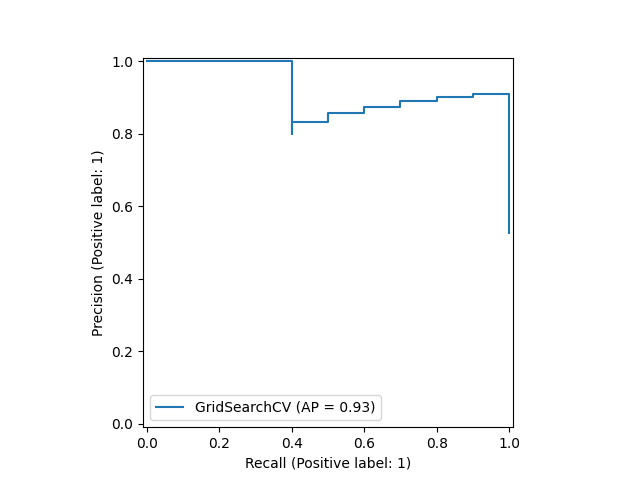 1.0
0.8
0.6
0.4
0.2
0.0
Precision (Positive label: 1)
GridSearchCV (AP = 0.93)
0.0 0.2 0.4 0.6 0.8 1.0
Recall (Positive label: 1)